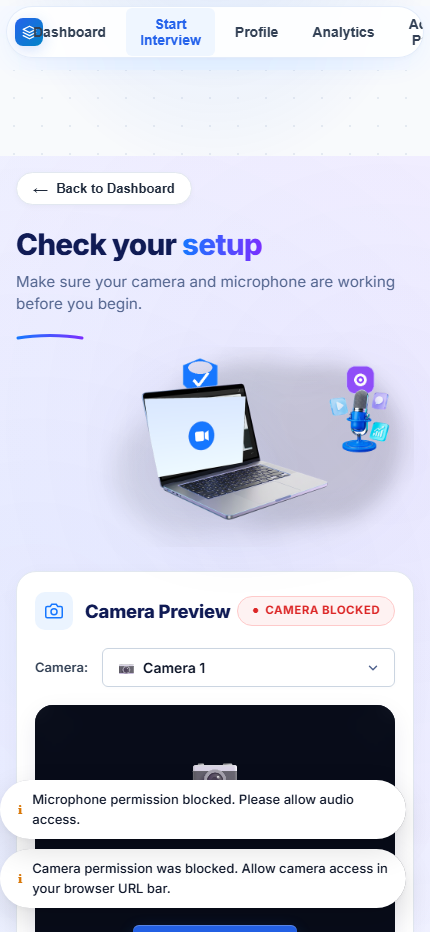 Dashboard
Start
Interview
Profile
Analytics
← Back to Dashboard
Check your setup
Make sure your camera and microphone are working
before you begin.
Camera Preview
CAMERA BLOCKED
Camera:
Camera 1
Microphone permission blocked. Please allow audio
access.
Camera permission was blocked. Allow camera access in
your browser URL bar.